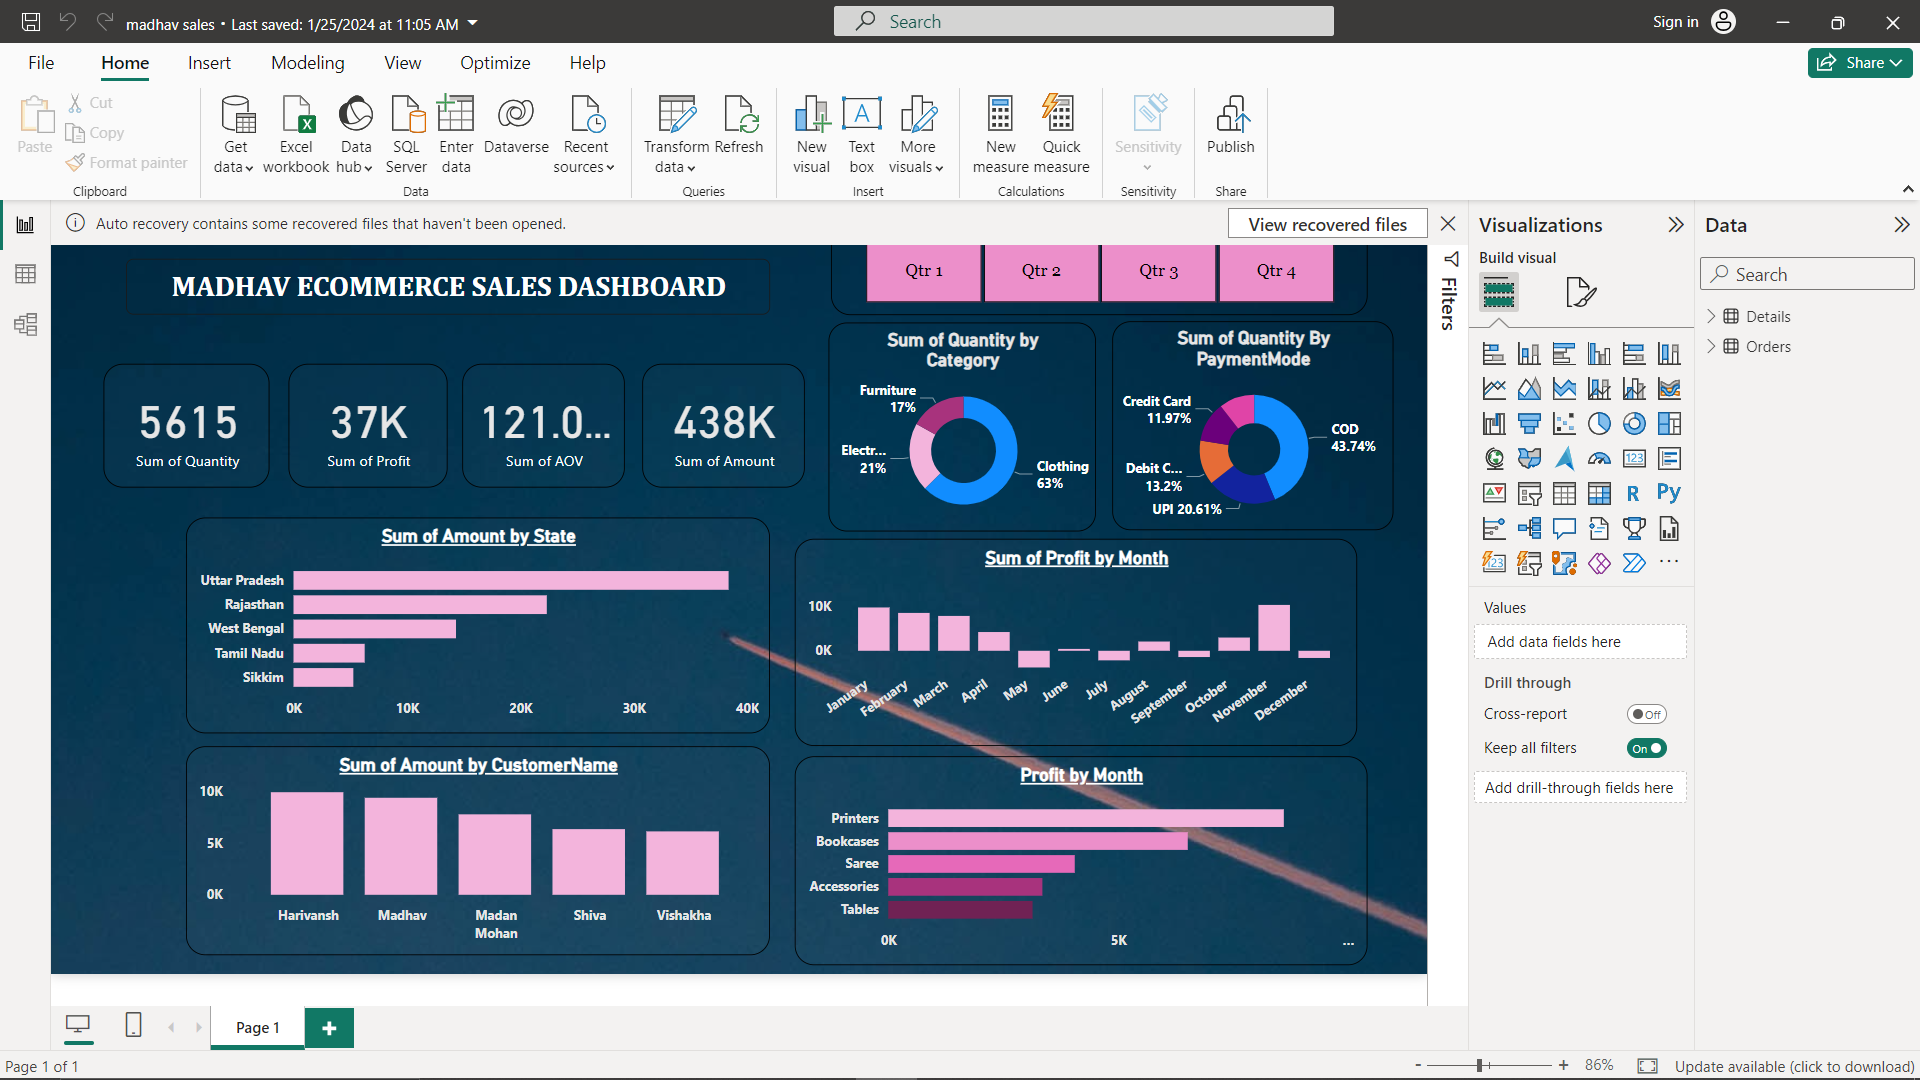 madhav sales • Last saved: 1/25/2024 at 11:05 AM
Search
Sign in
File
Home
Insert
Modeling
View
Optimize
Help
Share
Paste
Cut
Copy
Format painter
Clipboard
Get data
Excel workbook
Data hub
SQL Server
Enter data
Dataverse
Recent sources
Data
Transform data
Refresh
Queries
New visual
Text box
More visuals
Insert
New measure
Quick measure
Calculations
Sensitivity
Sensitivity
Publish
Share
Auto recovery contains some recovered files that haven't been opened.
View recovered files
MADHAV ECOMMERCE SALES DASHBOARD
Qtr 1
Qtr 2
Qtr 3
Qtr 4
5615
Sum of Quantity
37K
Sum of Profit
121.0...
Sum of AOV
438K
Sum of Amount
Sum of Quantity by
Category
Furniture
17%
Electr...
21%
Clothing
63%
Sum of Quantity By
PaymentMode
Credit Card
11.97%
COD
43.74%
Debit C...
13.2%
UPI 20.61%
Sum of Amount by State
Uttar Pradesh
Rajasthan
West Bengal
Tamil Nadu
Sikkim
0K
10K
20K
30K
40K
Sum of Profit by Month
10K
0K
January
February
March
April
May
June
July
August
September
October
November
December
Sum of Amount by CustomerName
10K
5K
0K
Harivansh
Madhav
Madan
Mohan
Shiva
Vishakha
Profit by Month
Printers
Bookcases
Saree
Accessories
Tables
0K
5K
...
Filters
Visualizations
Build visual
123
R
Py
123
...
Values
Add data fields here
Drill through
Cross-report
Off
Keep all filters
On
Add drill-through fields here
Data
Search
Details
Orders
Page 1
Page 1 of 1
-
+
86%
Update available (click to download)